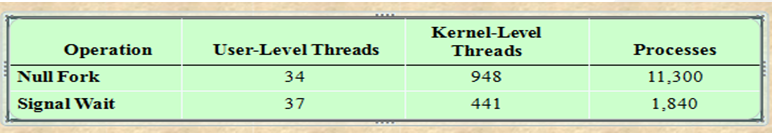 Operation User-Level Threads Kernel-Level Threads Processes
Null Fork 34 948 11,300
Signal Wait 37 441 1,840